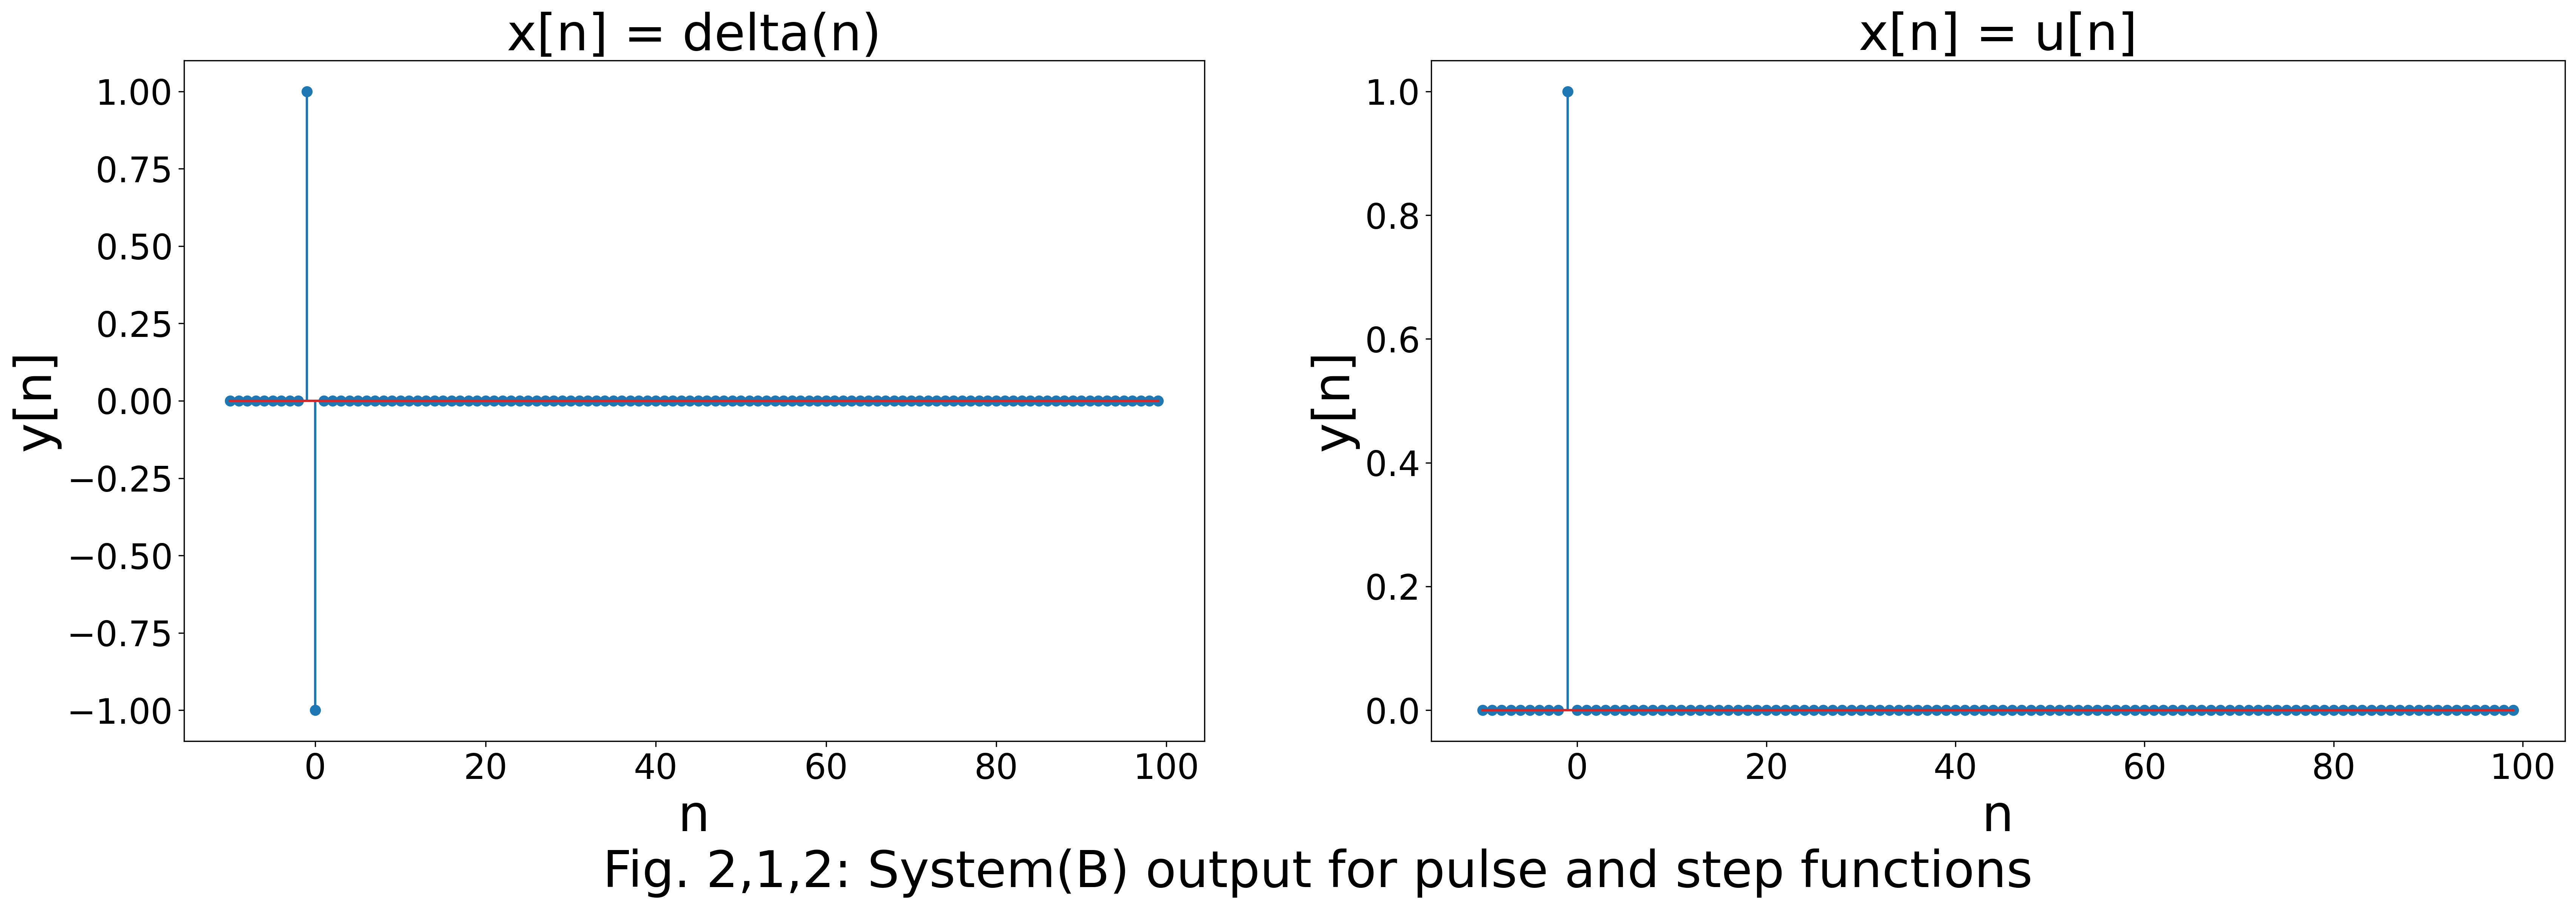 x[n] = delta(n)
1.00
0.75
0.50
0.25
0.00
−0.25
−0.50
−0.75
−1.00
y[n]
0 20 40 60 80 100
n
x[n] = u[n]
1.0
0.8
0.6
0.4
0.2
0.0
y[n]
0 20 40 60 80 100
n
Fig. 2,1,2: System(B) output for pulse and step functions